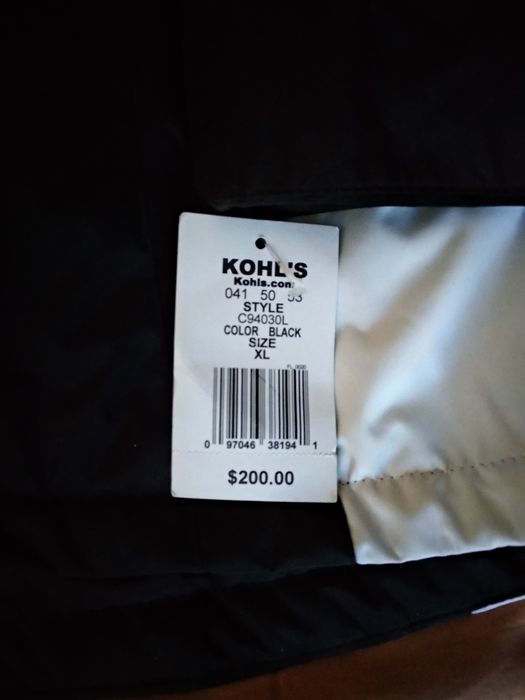 KOHL'S
Kohls.com
041 50 53
STYLE
C94030L
COLOR BLACK
SIZE
XL
0 97046 38194 1
$200.00